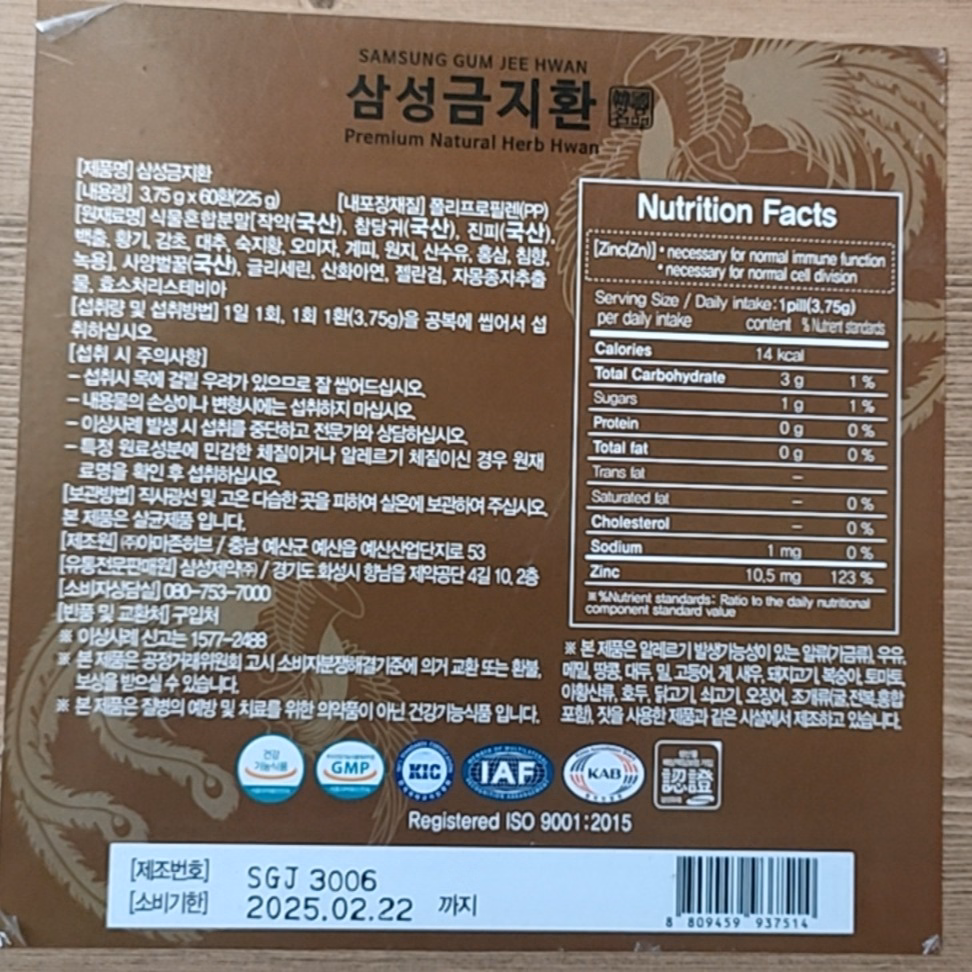 SAMSUNG GUM JEE HWAN
삼성금지환
Premium Natural Herb Hwan
[제품명] 삼성금지환
[내용량] 3.75 g x 60환(225 g) [내포장재질] 폴리프로필렌(PP)
[원재료명] 식물혼합분말[작약(국산), 참당귀(국산), 진피(국산),
백출, 황기, 감초, 대추, 숙지황, 오미자, 계피, 원지, 산수유, 홍삼, 침향,
녹용], 사양벌꿀(국산), 글리세린, 산화아연, 젤란검, 자몽종자추출
물, 효소처리스테비아
[섭취량 및 섭취방법] 1일 1회, 1회 1환(3.75g)을 공복에 씹어서 섭
취하십시오.
[섭취 시 주의사항]
- 섭취시 목에 걸릴 우려가 있으므로 잘 씹어드십시오.
- 내용물의 손상이나 변형시에는 섭취하지 마십시오.
- 이상사례 발생 시 섭취를 중단하고 전문가와 상담하십시오.
- 특정 원료성분에 민감한 체질이거나 알레르기 체질이신 경우 원재
료명을 확인 후 섭취하십시오.
[보관방법] 직사광선 및 고온 다습한 곳을 피하여 실온에 보관하여 주십시오.
본 제품은 살균제품 입니다.
[제조원] ㈜아마존허브 / 충남 예산군 예산읍 예산산업단지로 53
[유통전문판매원] 삼성제약㈜ / 경기도 화성시 향남읍 제약공단 4길 10, 2층
[소비자상담실] 080-753-7000
[반품 및 교환처] 구입처
※ 이상사례 신고는 1577-2488
※ 본 제품은 공정거래위원회 고시 소비자분쟁해결기준에 의거 교환 또는 환불,
보상을 받으실 수 있습니다.
※ 본 제품은 질병의 예방 및 치료를 위한 의약품이 아닌 건강기능식품 입니다.
Nutrition Facts
[Zinc(Zn)] * necessary for normal immune function
* necessary for normal cell division
Serving Size / Daily intake: 1pill(3.75g)
per daily intake content % Nutrient standards
Calories 14 kcal
Total Carbohydrate 3 g 1 %
Sugars 1 g 1 %
Protein 0 g 0 %
Total fat 0 g 0 %
Trans fat -
Saturated fat - 0 %
Cholesterol - 0 %
Sodium 1 mg 0 %
Zinc 10.5 mg 123 %
※ %Nutrient standards: Ratio to the daily nutritional
component standard value
※ 본 제품은 알레르기 발생가능성이 있는 알류(가금류), 우유,
메밀, 땅콩, 대두, 밀, 고등어, 게, 새우, 돼지고기, 복숭아, 토마토,
아황산류, 호두, 닭고기, 쇠고기, 오징어, 조개류(굴,전복,홍합
포함), 잣을 사용한 제품과 같은 시설에서 제조하고 있습니다.
건강
기능식품
GMP
KIC
IAF
KAB
認證
Registered ISO 9001:2015
[제조번호] SGJ 3006
[소비기한] 2025.02.22 까지
8 809459 937514